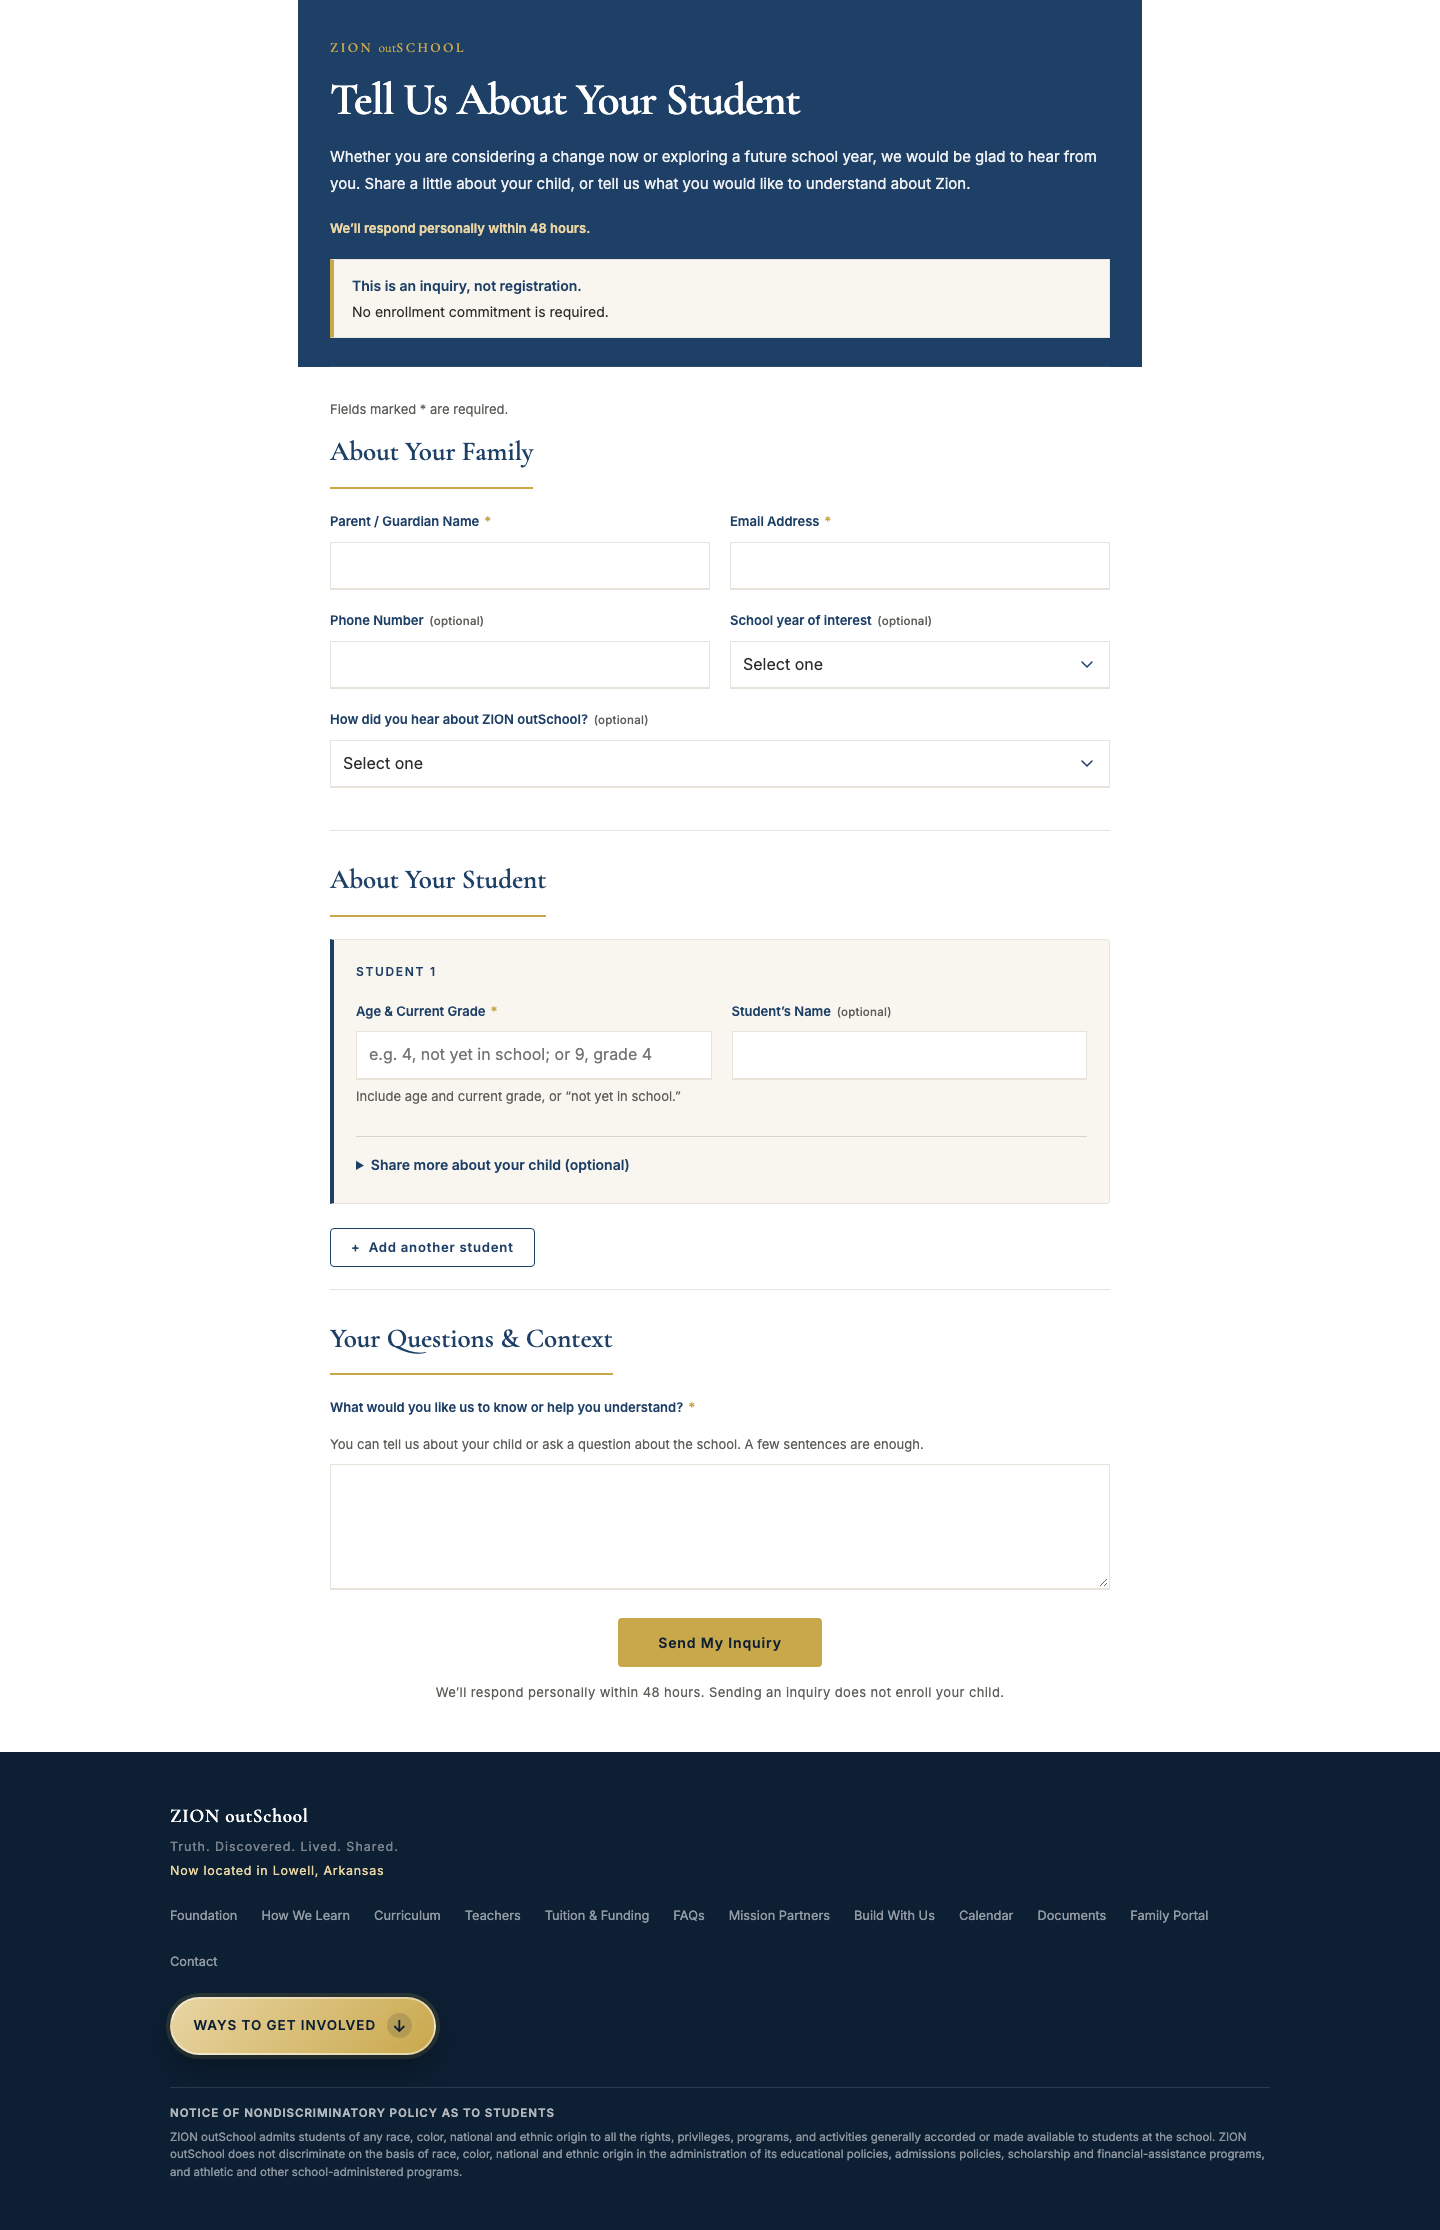 ZION outSCHOOL
Tell Us About Your Student
Whether you are considering a change now or exploring a future school year, we would be glad to hear from
you. Share a little about your child, or tell us what you would like to understand about Zion.
We’ll respond personally within 48 hours.
This is an inquiry, not registration.
No enrollment commitment is required.
Fields marked * are required.
About Your Family
Parent / Guardian Name *
Email Address *
Phone Number (optional)
School year of interest (optional)
Select one
How did you hear about ZION outSchool? (optional)
Select one
About Your Student
STUDENT 1
Age & Current Grade *
Student’s Name (optional)
e.g. 4, not yet in school; or 9, grade 4
Include age and current grade, or “not yet in school.”
Share more about your child (optional)
+ Add another student
Your Questions & Context
What would you like us to know or help you understand? *
You can tell us about your child or ask a question about the school. A few sentences are enough.
Send My Inquiry
We’ll respond personally within 48 hours. Sending an inquiry does not enroll your child.
ZION outSchool
Truth. Discovered. Lived. Shared.
Now located in Lowell, Arkansas
Foundation How We Learn Curriculum Teachers Tuition & Funding FAQs Mission Partners Build With Us Calendar Documents Family Portal
Contact
WAYS TO GET INVOLVED
NOTICE OF NONDISCRIMINATORY POLICY AS TO STUDENTS
ZION outSchool admits students of any race, color, national and ethnic origin to all the rights, privileges, programs, and activities generally accorded or made available to students at the school. ZION
outSchool does not discriminate on the basis of race, color, national and ethnic origin in the administration of its educational policies, admissions policies, scholarship and financial-assistance programs,
and athletic and other school-administered programs.